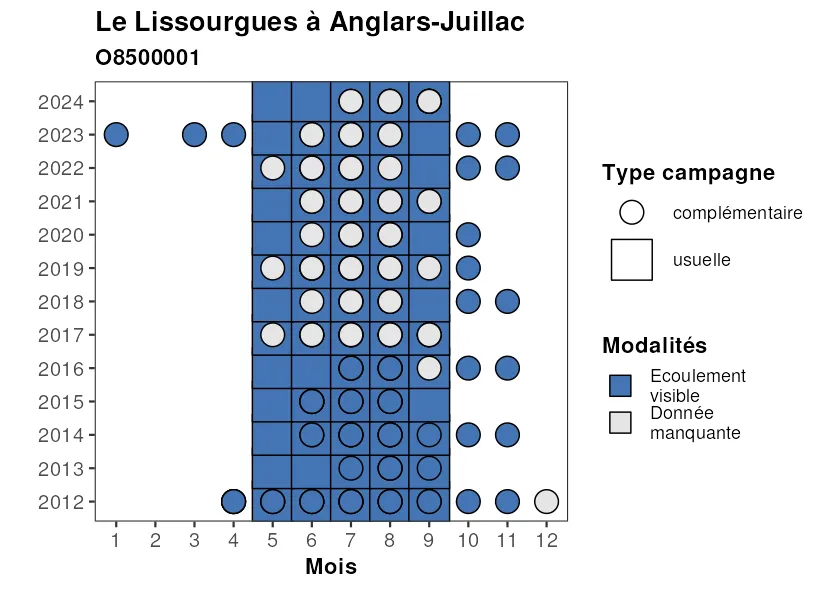 Le Lissourgues à Anglars-Juillac
O8500001
2024
2023
2022
2021
2020
2019
2018
2017
2016
2015
2014
2013
2012
1 2 3 4 5 6 7 8 9 10 11 12
Mois
Type campagne
complémentaire
usuelle
Modalités
Ecoulement
visible
Donnée
manquante